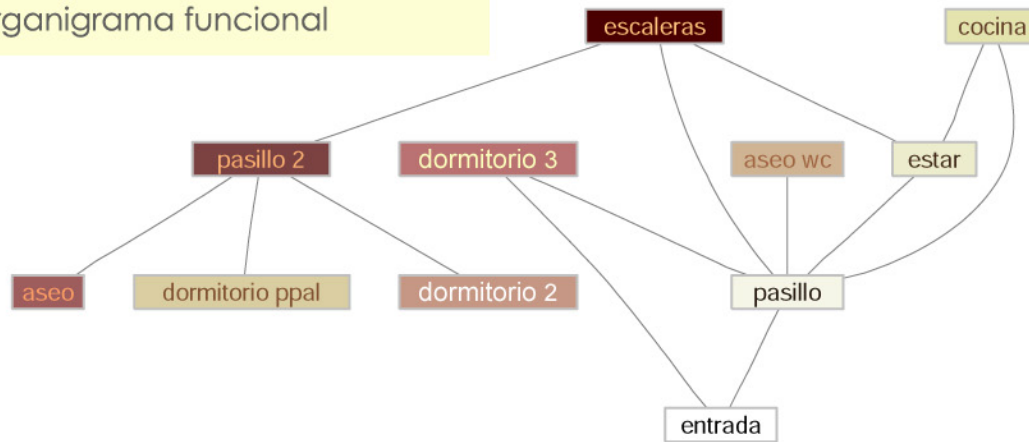 rganigrama funcional
escaleras
cocina
pasillo 2
dormitorio 3
aseo wc
estar
aseo
dormitorio ppal
dormitorio 2
pasillo
entrada